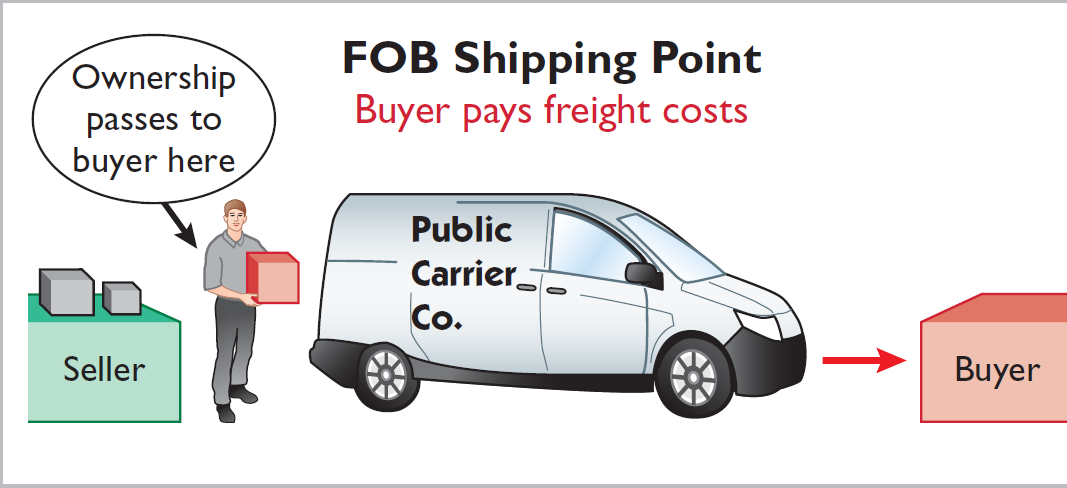 FOB Shipping Point
Buyer pays freight costs
Ownership
passes to
buyer here
Public
Carrier
Co.
Seller
Buyer